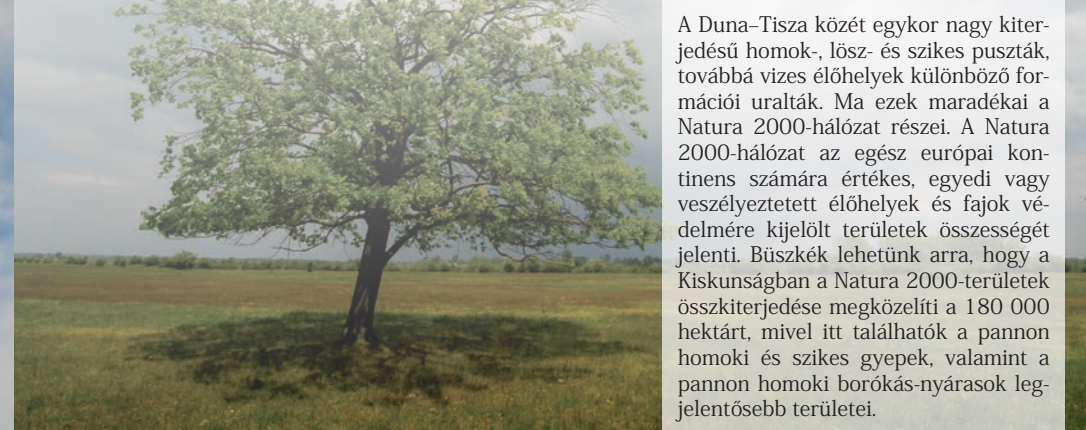 A Duna–Tisza közét egykor nagy kiter-
jedésű homok-, lösz- és szikes puszták,
továbbá vizes élőhelyek különböző for-
mációi uralták. Ma ezek maradékai a
Natura 2000-hálózat részei. A Natura
2000-hálózat az egész európai kon-
tinens számára értékes, egyedi vagy
veszélyeztetett élőhelyek és fajok vé-
delmére kijelölt területek összességét
jelenti. Büszkék lehetünk arra, hogy a
Kiskunságban a Natura 2000-területek
összkiterjedése megközelíti a 180 000
hektárt, mivel itt találhatók a pannon
homoki és szikes gyepek, valamint a
pannon homoki borókás-nyárasok leg-
jelentősebb területei.